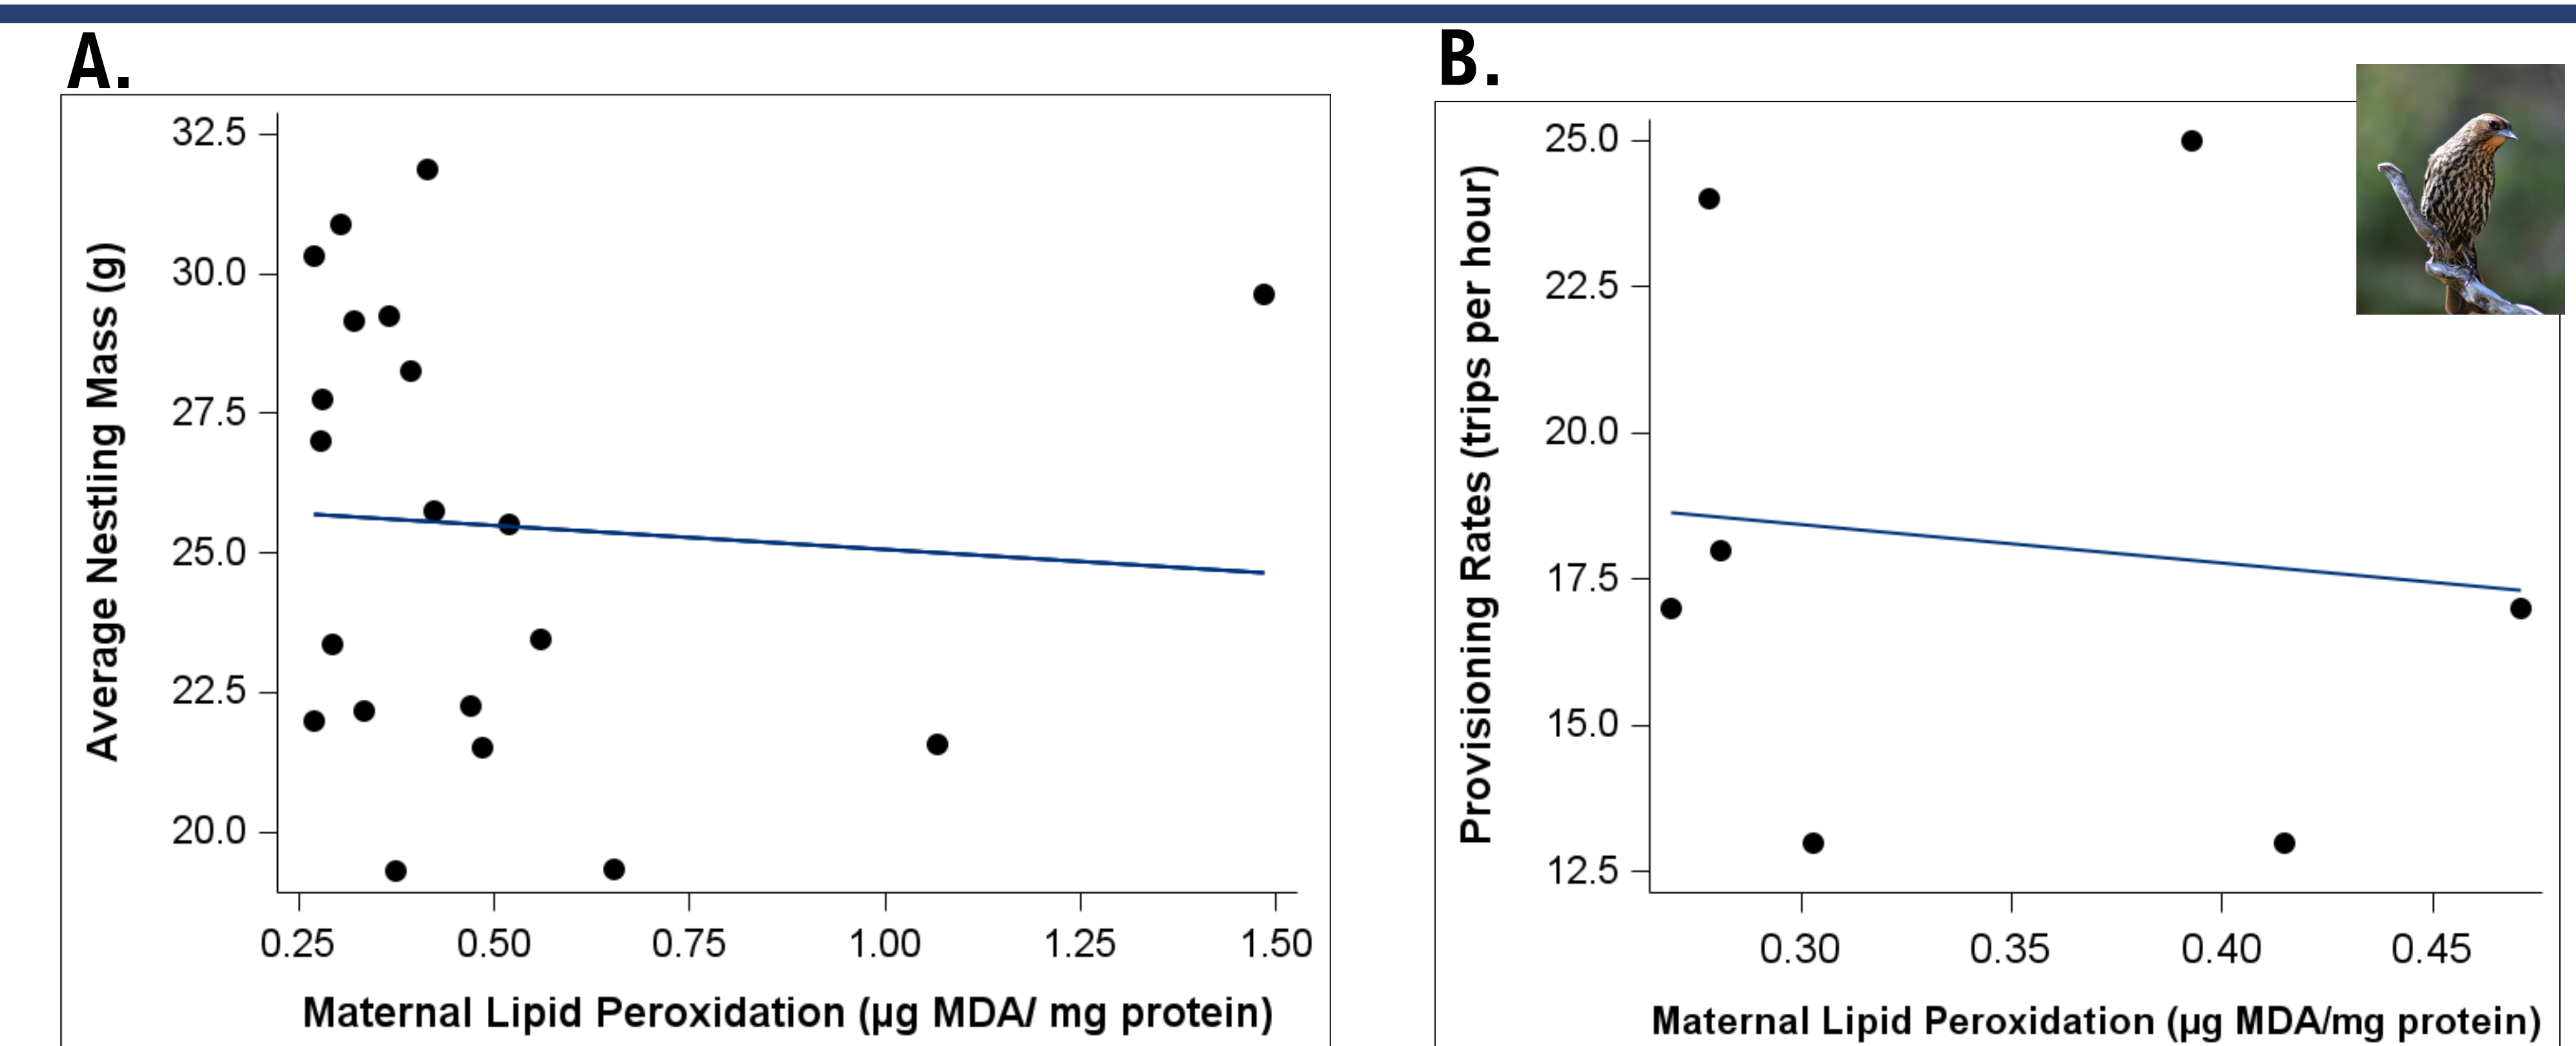 A.
32.5
30.0
27.5
25.0
22.5
20.0
Average Nestling Mass (g)
0.25 0.50 0.75 1.00 1.25 1.50
Maternal Lipid Peroxidation (µg MDA/ mg protein)
B.
25.0
22.5
20.0
17.5
15.0
12.5
Provisioning Rates (trips per hour)
0.30 0.35 0.40 0.45
Maternal Lipid Peroxidation (µg MDA/mg protein)